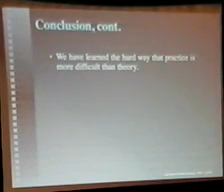 Conclusion, cont.
• We have learned the hard way that practice is
more difficult than theory.